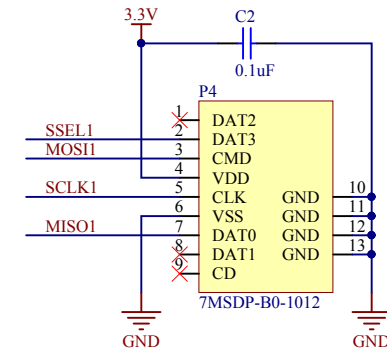 3.3V
C2
0.1uF
P4
1 DAT2
SSEL1 2 DAT3
MOSI1 3 CMD
4 VDD
SCLK1 5 CLK GND 10
6 VSS GND 11
MISO1 7 DAT0 GND 12
8 DAT1 GND 13
9 CD
7MSDP-B0-1012
GND GND